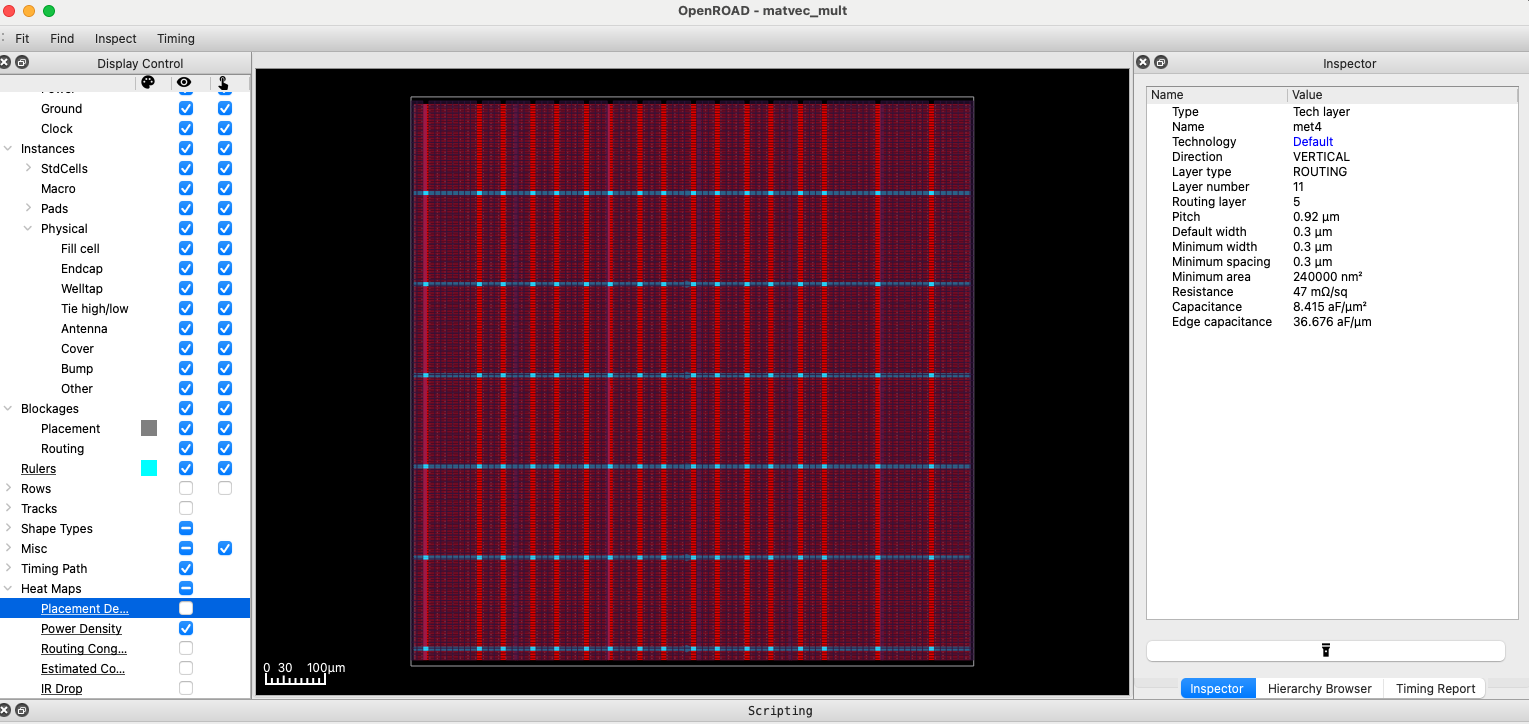 OpenROAD - matvec_mult
Fit Find Inspect Timing
Display Control
Power
Ground
Clock
Instances
StdCells
Macro
Pads
Physical
Fill cell
Endcap
Welltap
Tie high/low
Antenna
Cover
Bump
Other
Blockages
Placement
Routing
Rulers
Rows
Tracks
Shape Types
Misc
Timing Path
Heat Maps
Placement De...
Power Density
Routing Cong...
Estimated Co...
IR Drop
0 30 100μm
Inspector
Name Value
Type Tech layer
Name met4
Technology Default
Direction VERTICAL
Layer type ROUTING
Layer number 11
Routing layer 5
Pitch 0.92 μm
Default width 0.3 μm
Minimum width 0.3 μm
Minimum spacing 0.3 μm
Minimum area 240000 nm²
Resistance 47 mΩ/sq
Capacitance 8.415 aF/μm²
Edge capacitance 36.676 aF/μm
Inspector Hierarchy Browser Timing Report
Scripting